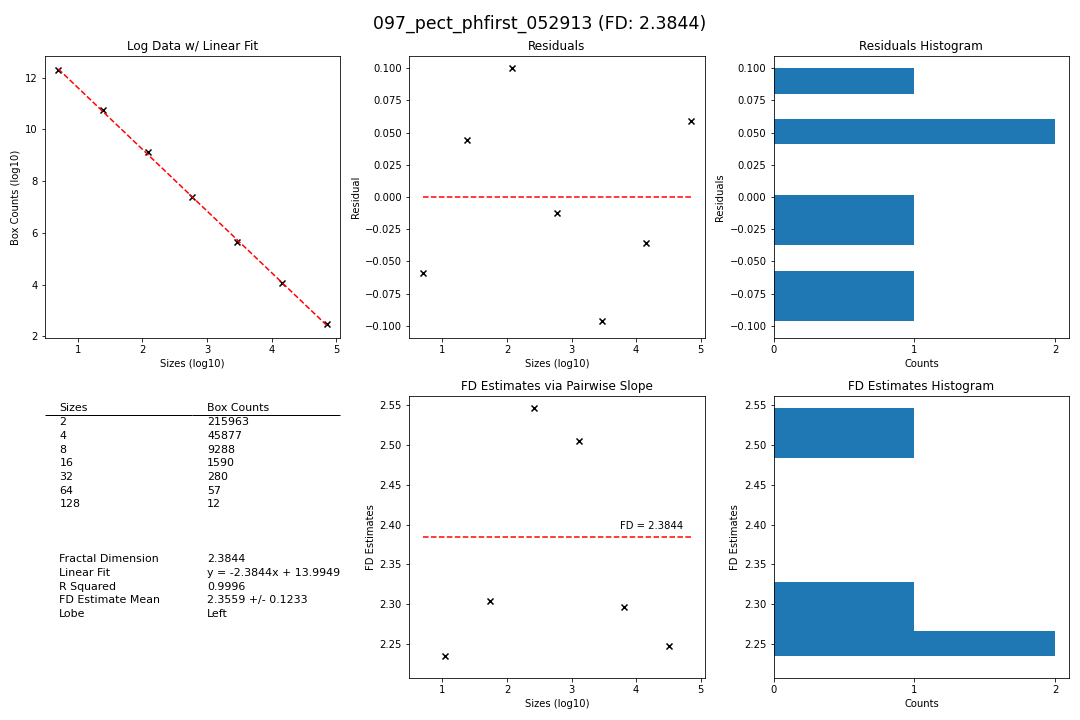 097_pect_phfirst_052913 (FD: 2.3844)
Log Data w/ Linear Fit
12
10
8
6
4
2
1 2 3 4 5
Box Counts (log10)
Sizes (log10)
Residuals
0.100
0.075
0.050
0.025
0.000
−0.025
−0.050
−0.075
−0.100
1 2 3 4 5
Residual
Sizes (log10)
Residuals Histogram
0.100
0.075
0.050
0.025
0.000
−0.025
−0.050
−0.075
−0.100
0 1 2
Residuals
Counts
Sizes Box Counts
2 215963
4 45877
8 9288
16 1590
32 280
64 57
128 12
Fractal Dimension 2.3844
Linear Fit y = -2.3844x + 13.9949
R Squared 0.9996
FD Estimate Mean 2.3559 +/- 0.1233
Lobe Left
FD Estimates via Pairwise Slope
2.55
2.50
2.45
2.40
2.35
2.30
2.25
FD = 2.3844
1 2 3 4 5
FD Estimates
Sizes (log10)
FD Estimates Histogram
2.55
2.50
2.45
2.40
2.35
2.30
2.25
0 1 2
FD Estimates
Counts